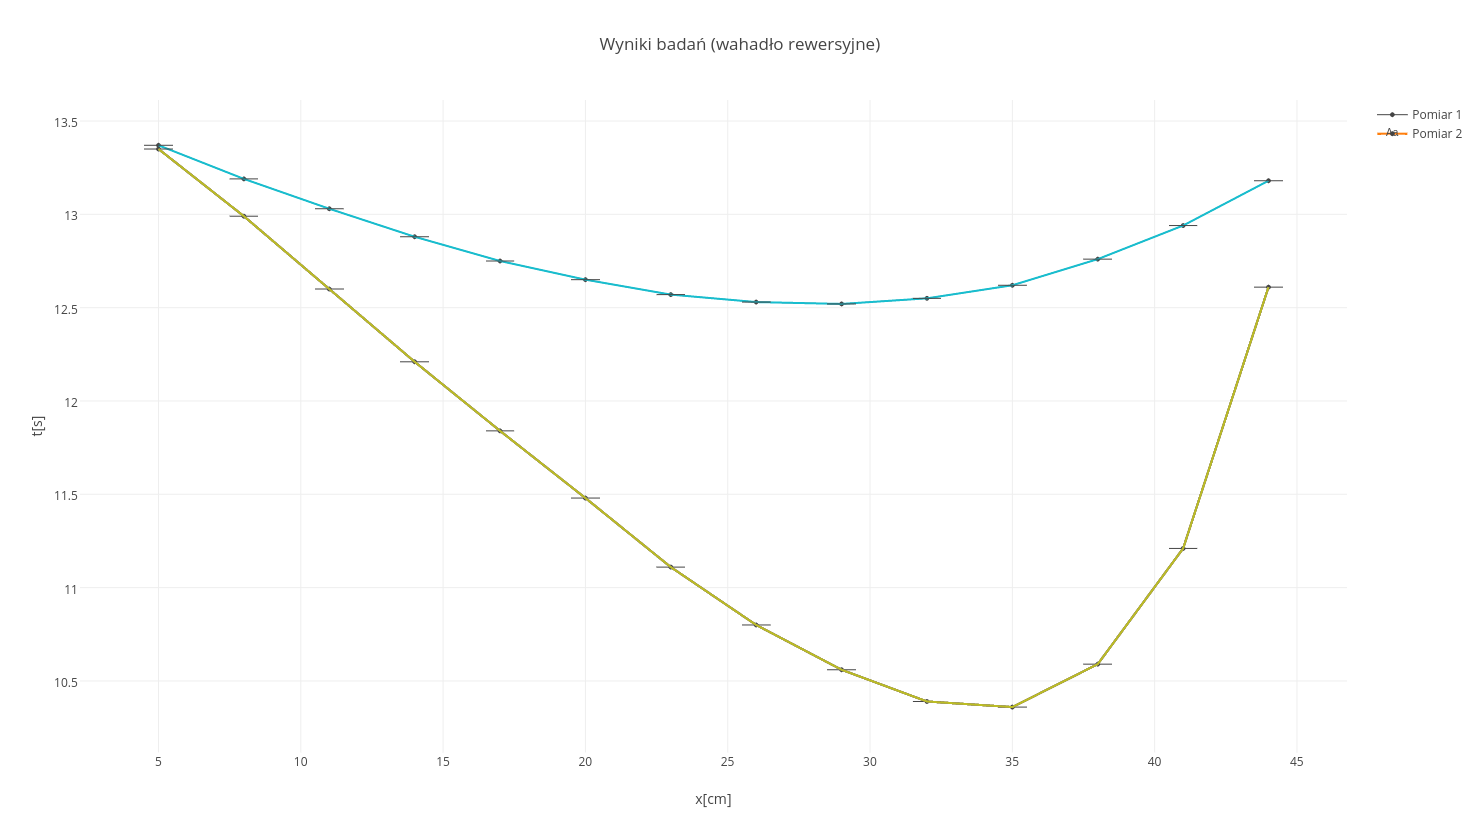 Wyniki badań (wahadło rewersyjne)
Pomiar 1
Aa
Pomiar 2
13.5
13
12.5
12
11.5
11
10.5
t[s]
5 10 15 20 25 30 35 40 45
x[cm]